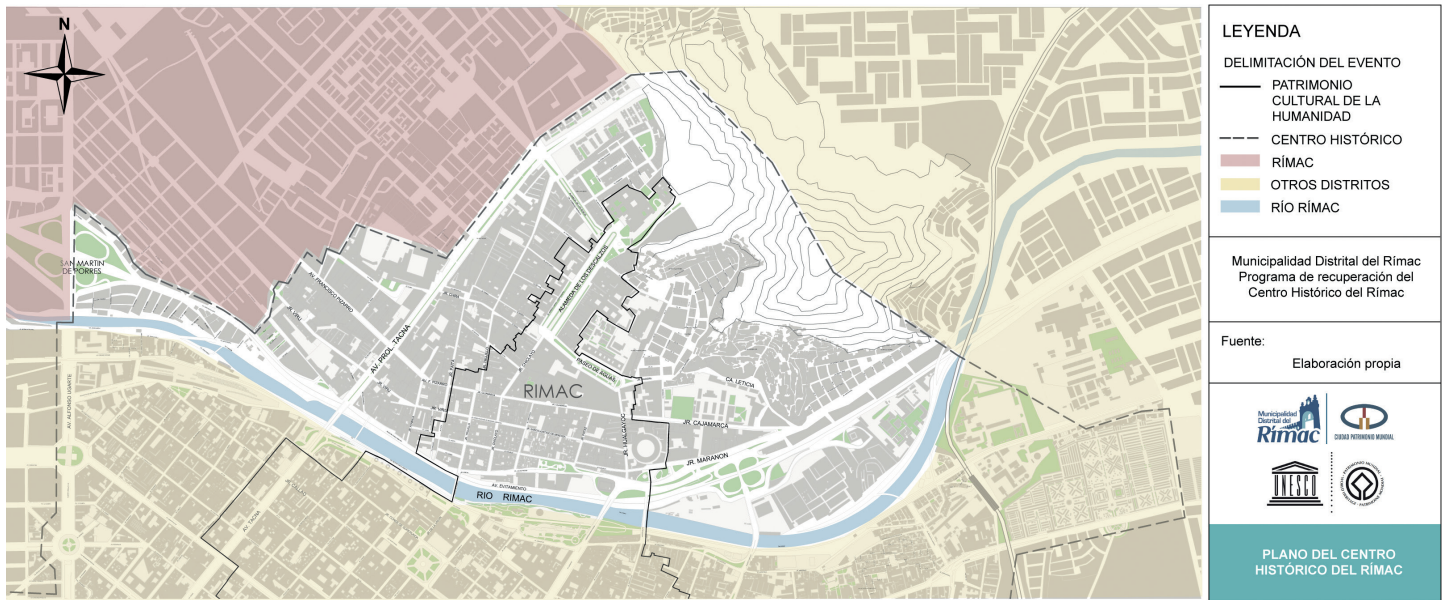 N
SAN MARTIN
DE PORRES
AV. ALFONSO UGARTE
AV. FRANCISCO PIZARRO
JR. VIRU
AV. PROL. TACNA
ALAMEDA DE LOS DESCALZOS
PASEO DE AGUAS
RIMAC
CA. LETICIA
JR. CAJAMARCA
JR. HUALGAYOC
JR. MARAÑON
AV. EVITAMIENTO
RIO RIMAC
AV. TACNA
LEYENDA
DELIMITACIÓN DEL EVENTO
PATRIMONIO
CULTURAL DE LA
HUMANIDAD
CENTRO HISTÓRICO
RÍMAC
OTROS DISTRITOS
RÍO RÍMAC
Municipalidad Distrital del Rímac
Programa de recuperación del
Centro Histórico del Rímac
Fuente:
Elaboración propia
Municipalidad
Distrital del
Rímac
CIUDAD PATRIMONIO MUNDIAL
UNESCO
PLANO DEL CENTRO
HISTÓRICO DEL RÍMAC